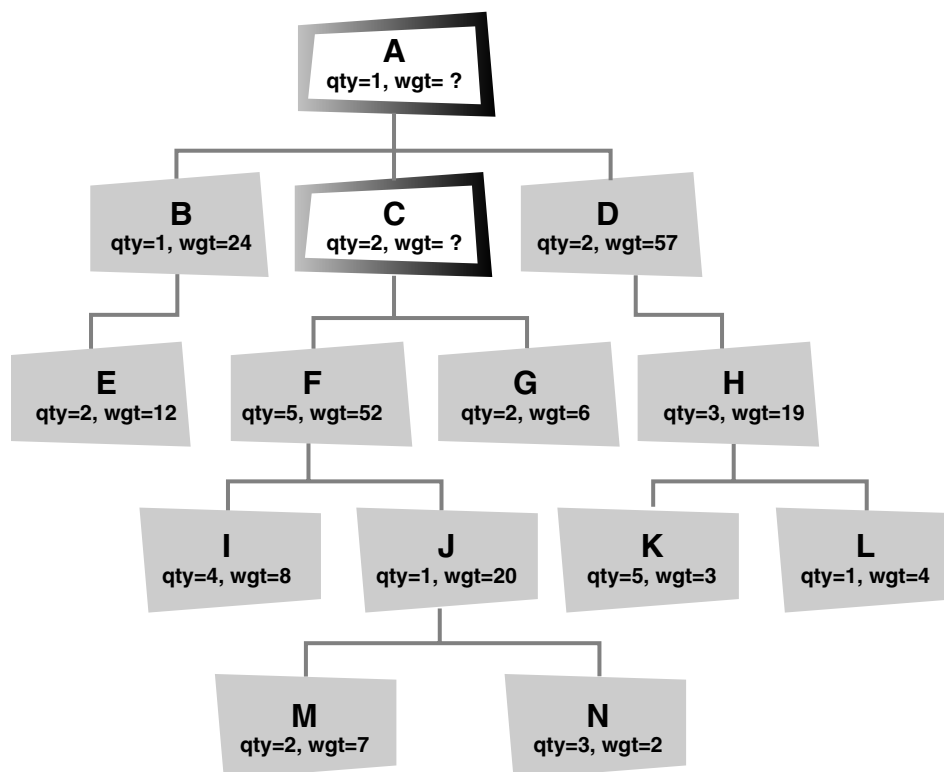 A
qty=1, wgt= ?
B
qty=1, wgt=24
C
qty=2, wgt= ?
D
qty=2, wgt=57
E
qty=2, wgt=12
F
qty=5, wgt=52
G
qty=2, wgt=6
H
qty=3, wgt=19
I
qty=4, wgt=8
J
qty=1, wgt=20
K
qty=5, wgt=3
L
qty=1, wgt=4
M
qty=2, wgt=7
N
qty=3, wgt=2